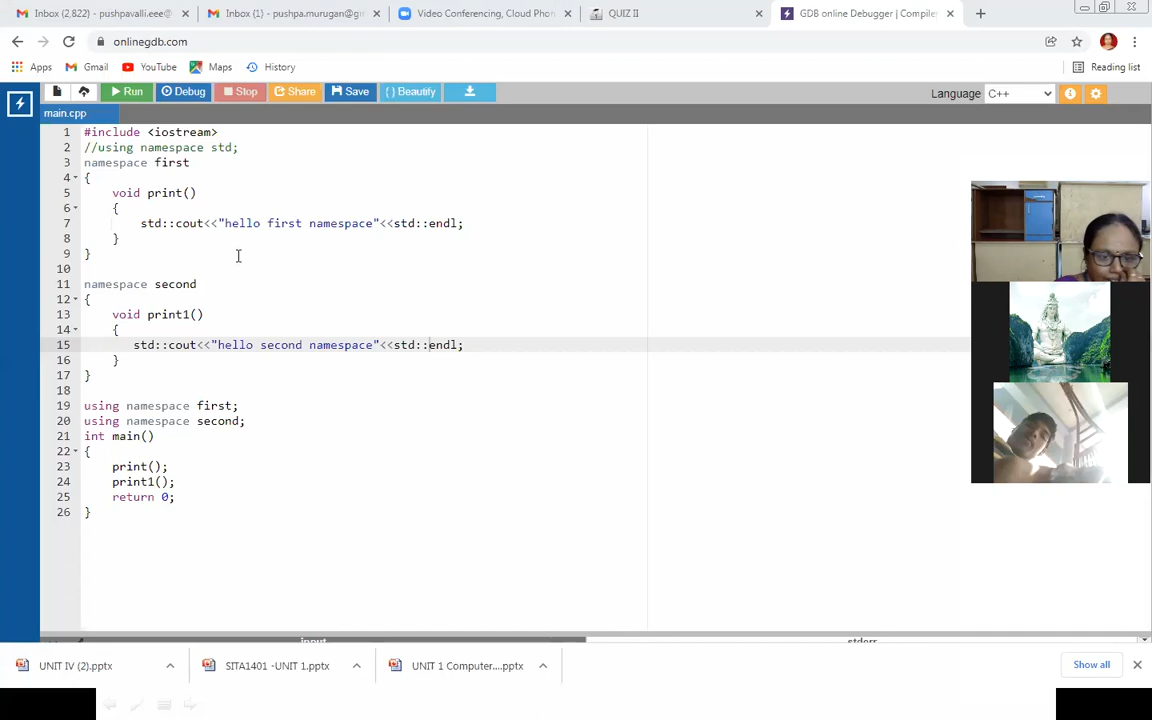 Inbox (2,822) - pushpavalli.eee@
Inbox (1) - pushpa.murugan@gm
Video Conferencing, Cloud Phon
QUIZ II
GDB online Debugger | Compiler
onlinegdb.com
Apps Gmail YouTube Maps History Reading list
Run Debug Stop Share Save { } Beautify Language C++
main.cpp
1 #include <iostream>
2 //using namespace std;
3 namespace first
4 {
5 void print()
6 {
7 std::cout<<"hello first namespace"<<std::endl;
8 }
9 }
10
11 namespace second
12 {
13 void print1()
14 {
15 std::cout<<"hello second namespace"<<std::endl;
16 }
17 }
18
19 using namespace first;
20 using namespace second;
21 int main()
22 {
23 print();
24 print1();
25 return 0;
26 }
input stderr
UNIT IV (2).pptx SITA1401 -UNIT 1.pptx UNIT 1 Computer....pptx Show all